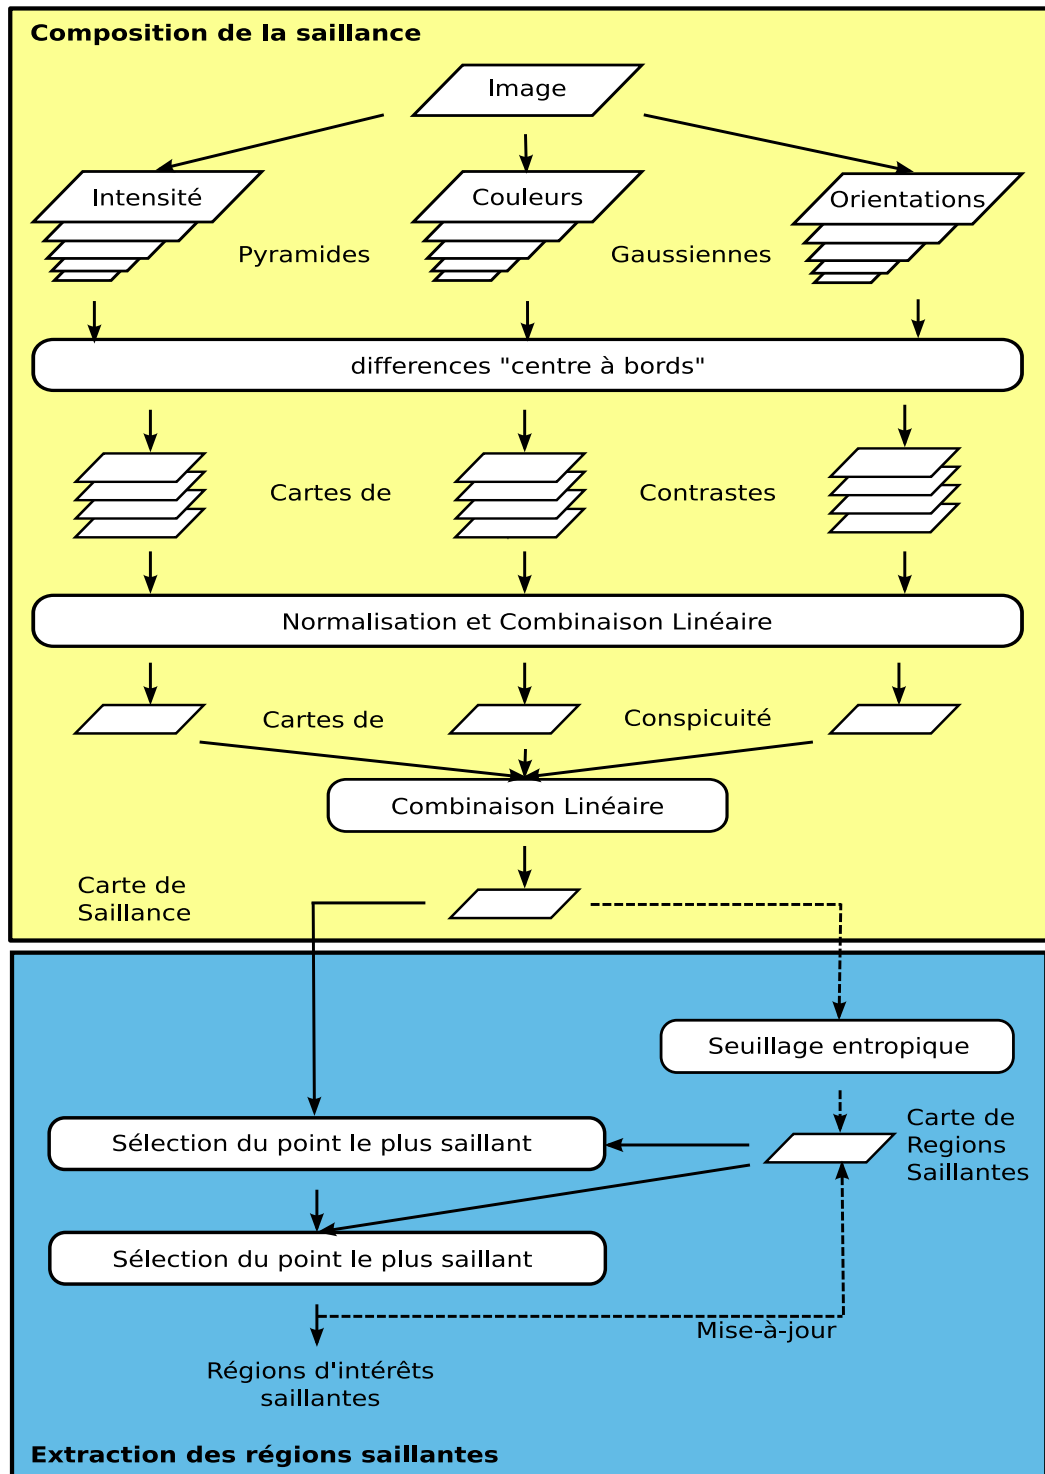 Composition de la saillance
Image
Intensité
Couleurs
Orientations
Pyramides
Gaussiennes
differences "centre à bords"
Cartes de
Contrastes
Normalisation et Combinaison Linéaire
Cartes de
Conspicuité
Combinaison Linéaire
Carte de
Saillance
Seuillage entropique
Carte de
Regions
Saillantes
Sélection du point le plus saillant
Sélection du point le plus saillant
Mise-à-jour
Régions d'intérêts
saillantes
Extraction des régions saillantes